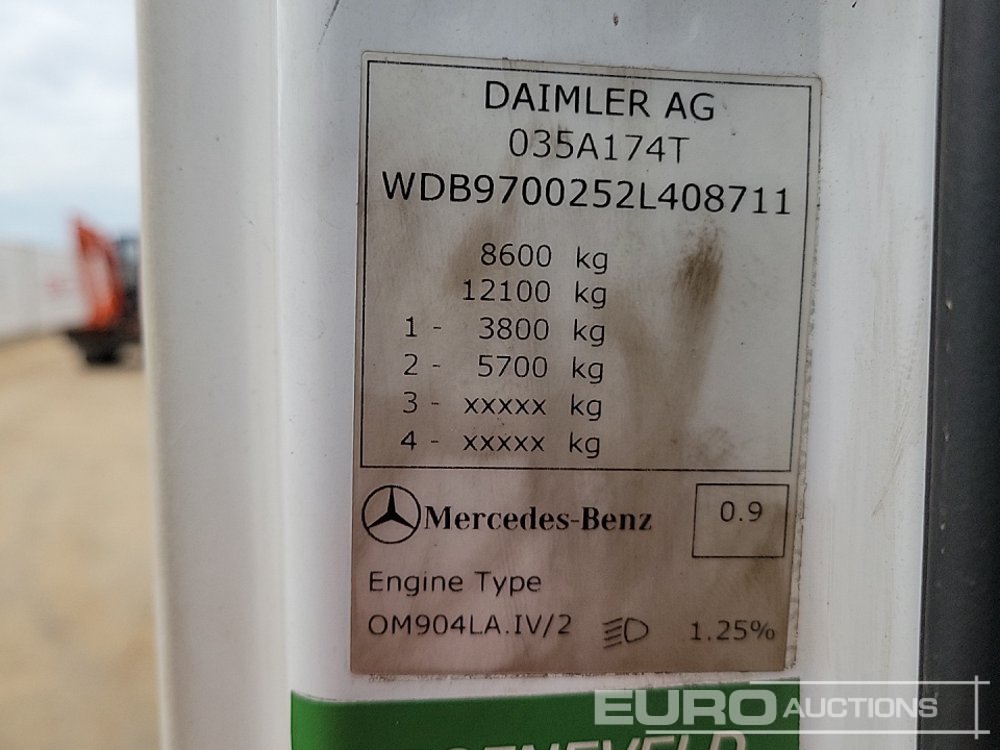 DAIMLER AG
035A174T
WDB9700252L408711
8600 kg
12100 kg
1 - 3800 kg
2 - 5700 kg
3 - xxxxx kg
4 - xxxxx kg
Mercedes-Benz 0.9
Engine Type
OM904LA.IV/2 1.25%
EURO AUCTIONS